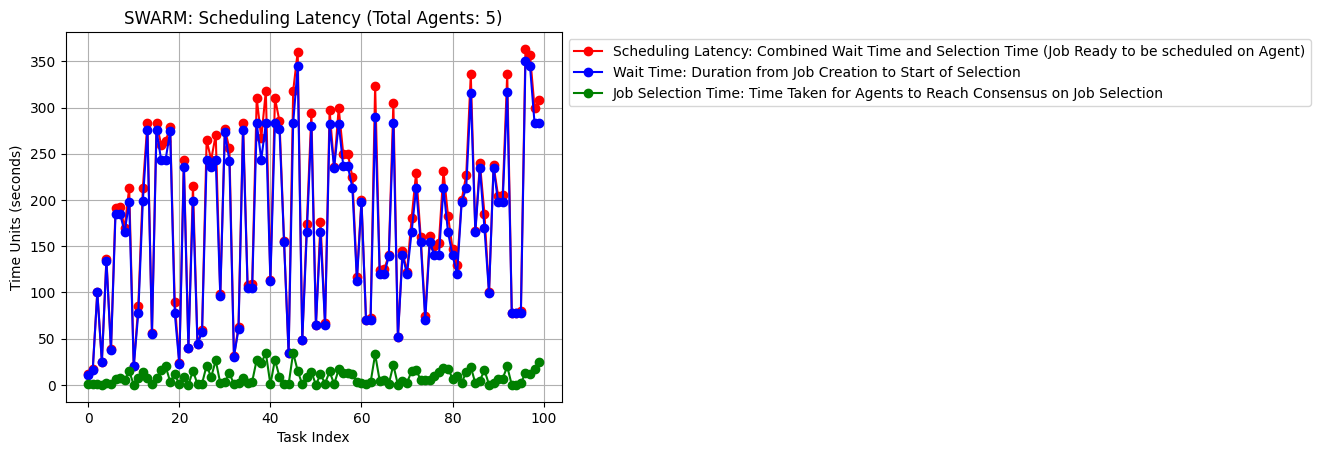 SWARM: Scheduling Latency (Total Agents: 5)
Scheduling Latency: Combined Wait Time and Selection Time (Job Ready to be scheduled on Agent)
Wait Time: Duration from Job Creation to Start of Selection
Job Selection Time: Time Taken for Agents to Reach Consensus on Job Selection
Time Units (seconds)
350
300
250
200
150
100
50
0
0 20 40 60 80 100
Task Index